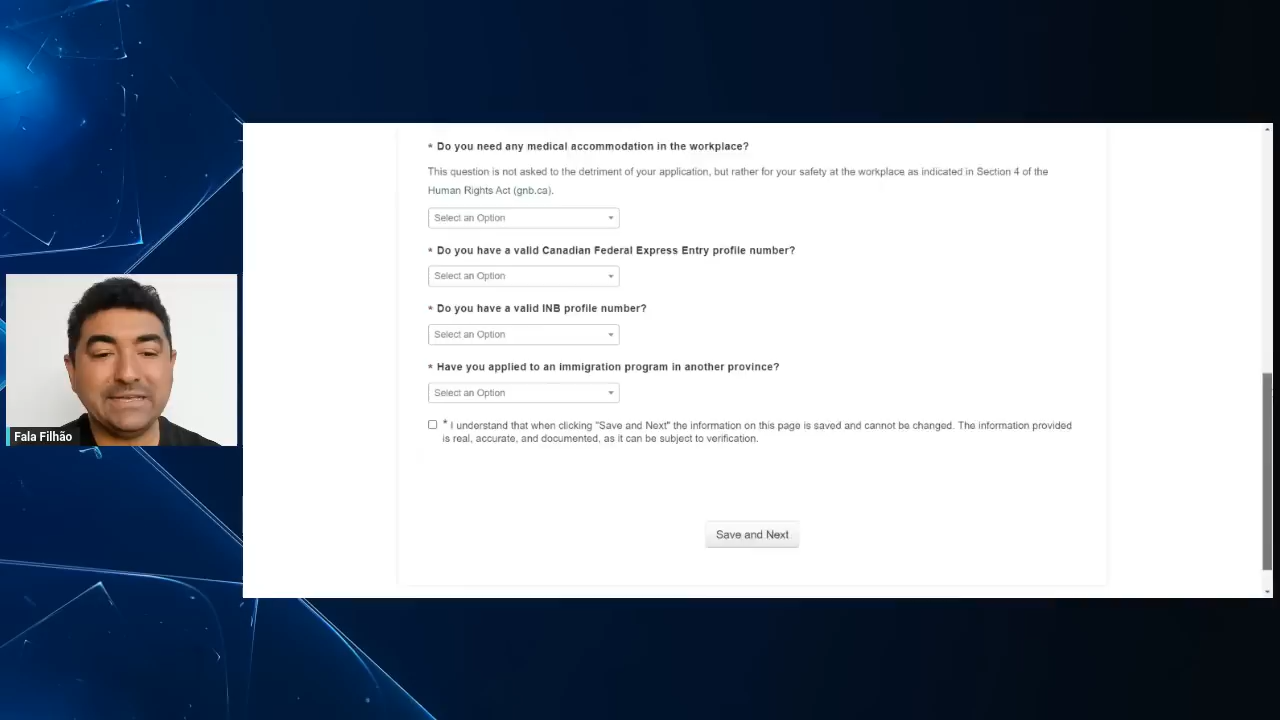 * Do you need any medical accommodation in the workplace?
This question is not asked to the detriment of your application, but rather for your safety at the workplace as indicated in Section 4 of the
Human Rights Act (gnb.ca).
Select an Option
* Do you have a valid Canadian Federal Express Entry profile number?
Select an Option
* Do you have a valid INB profile number?
Select an Option
* Have you applied to an immigration program in another province?
Select an Option
* I understand that when clicking "Save and Next" the information on this page is saved and cannot be changed. The information provided
is real, accurate, and documented, as it can be subject to verification.
Save and Next
Fala Filhão